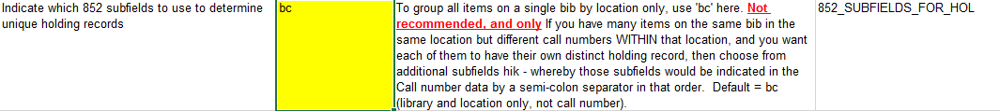 Indicate which 852 subfields to use to determine
unique holding records
bc
To group all items on a single bib by location only, use 'bc' here. Not
recommended, and only If you have many items on the same bib in the
same location but different call numbers WITHIN that location, and you want
each of them to have their own distinct holding record, then choose from
additional subfields hik - whereby those subfields would be indicated in the
Call number data by a semi-colon separator in that order.  Default = bc
(library and location only, not call number).
852_SUBFIELDS_FOR_HOL